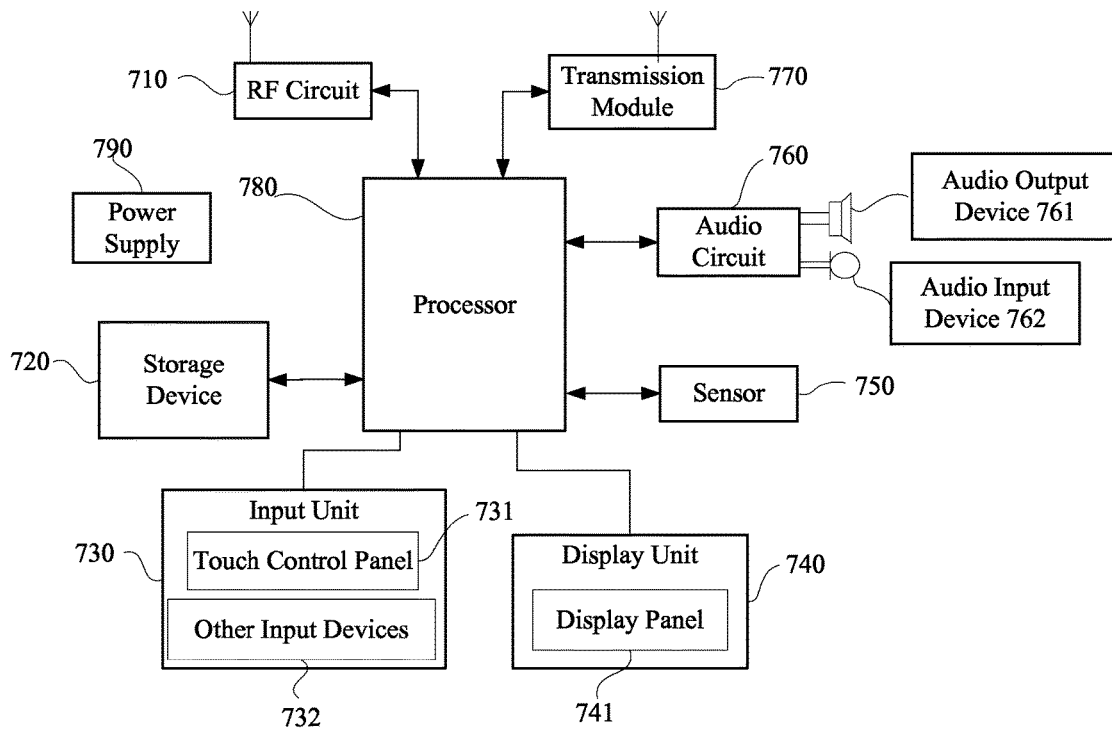 710
RF Circuit
Transmission
Module
770
790
Power
Supply
780
Processor
760
Audio
Circuit
Audio Output
Device 761
Audio Input
Device 762
720
Storage
Device
Sensor
750
Input Unit
731
730
Touch Control Panel
Other Input Devices
732
Display Unit
740
Display Panel
741